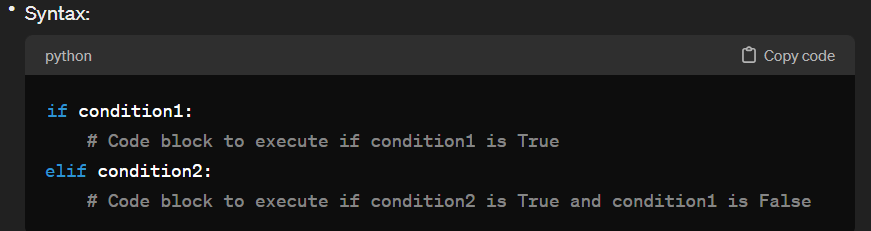 • Syntax:
python Copy code
if condition1:
    # Code block to execute if condition1 is True
elif condition2:
    # Code block to execute if condition2 is True and condition1 is False